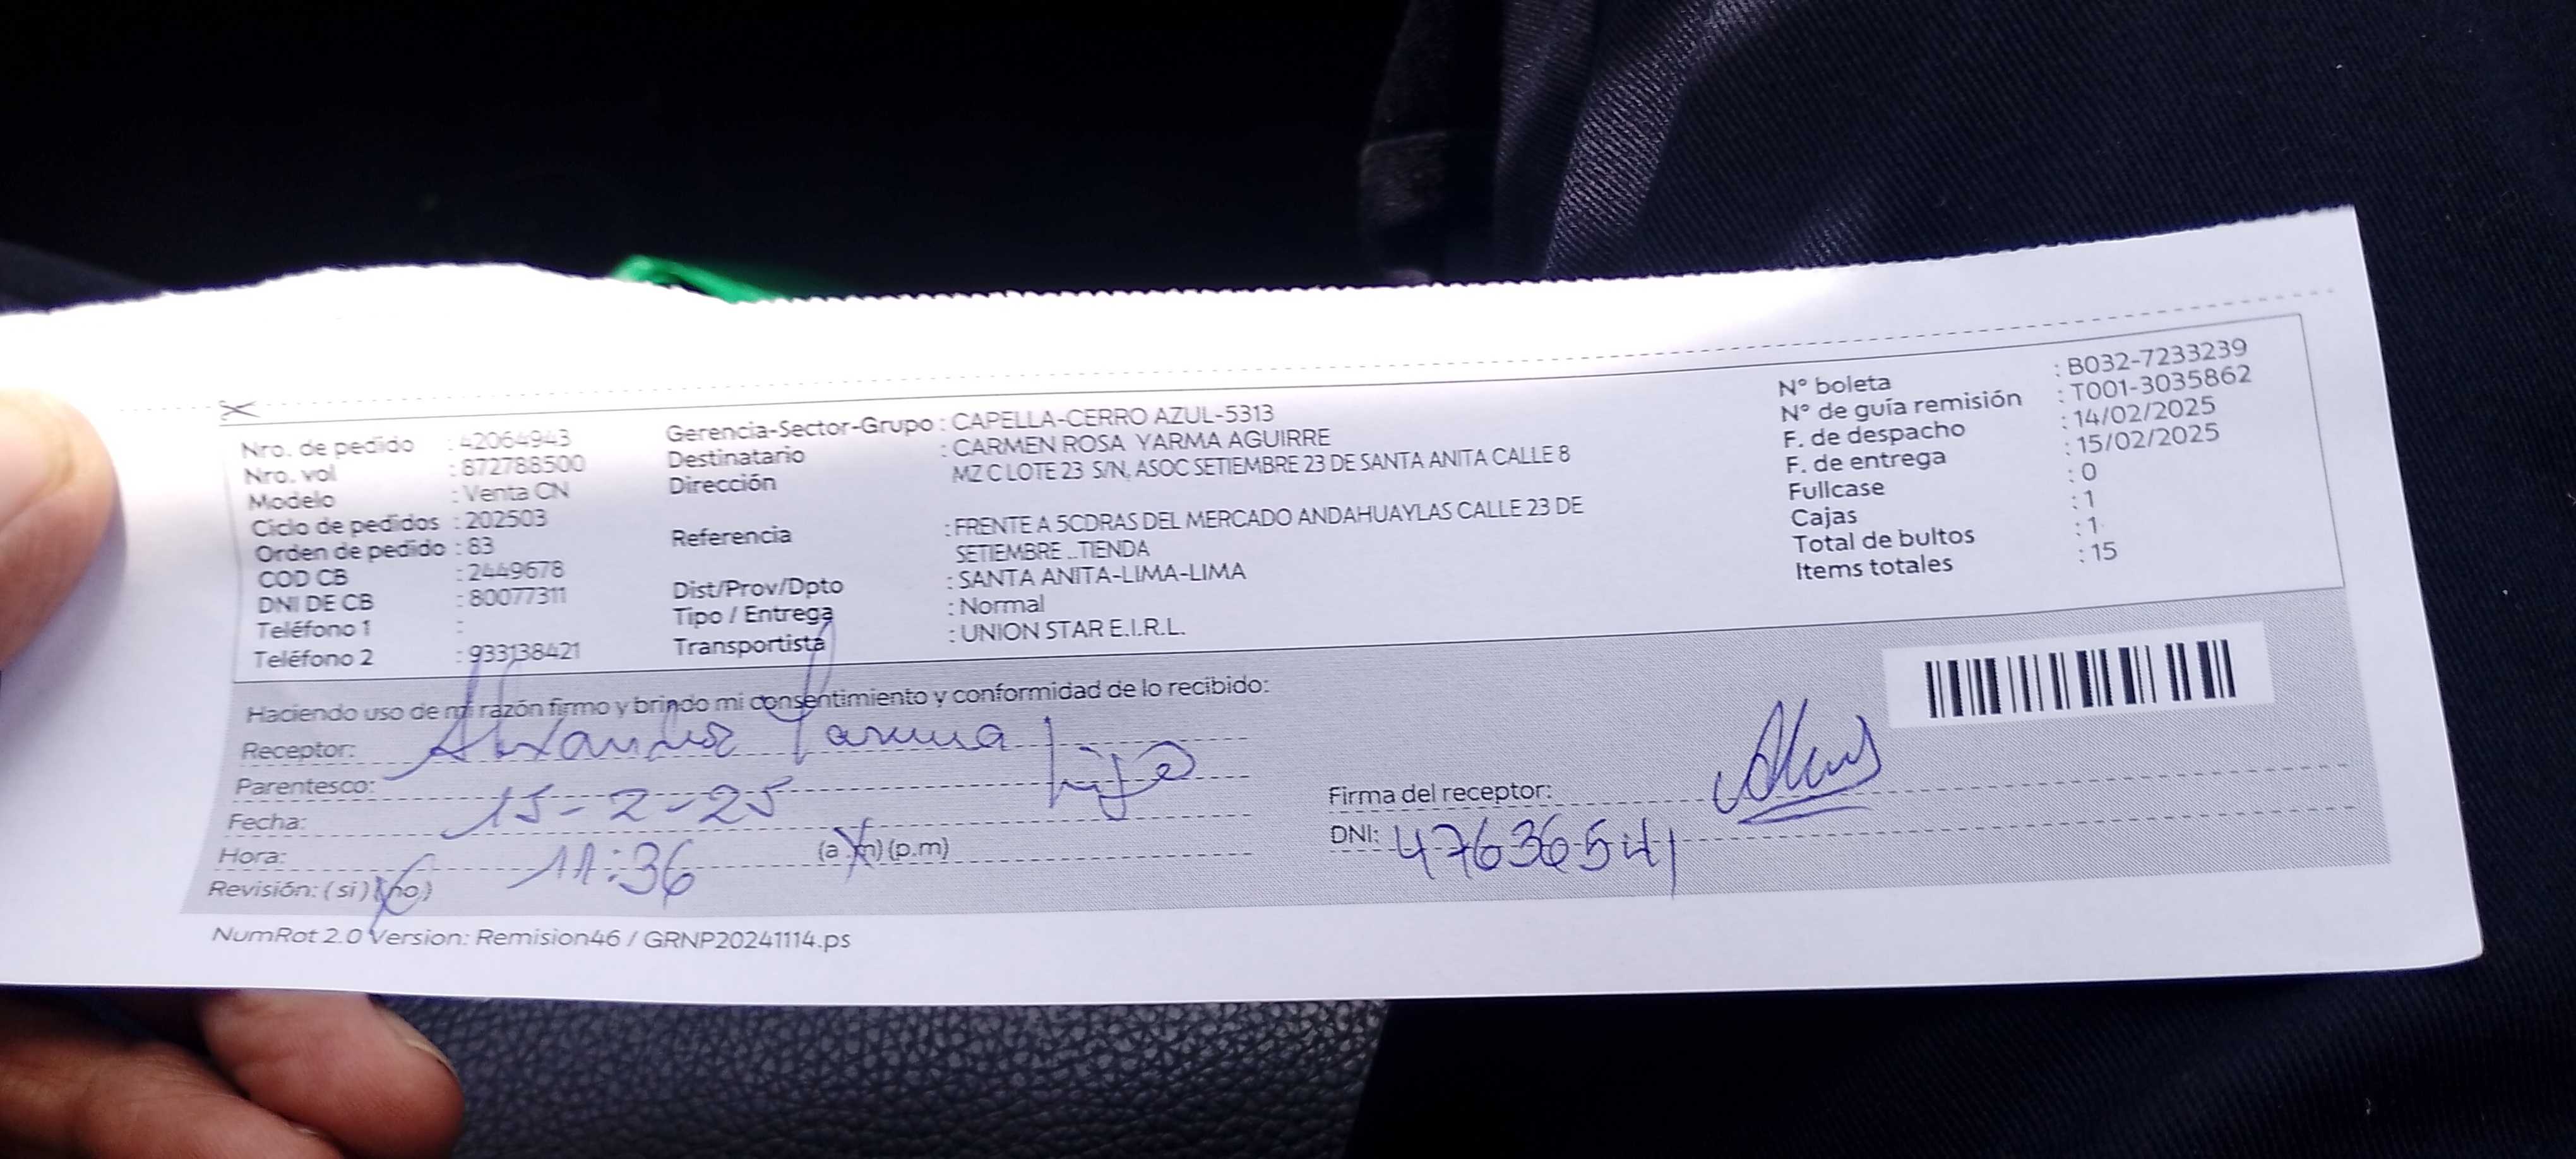 Nro. de pedido : 42064943
Nro. vol : 872788500
Modelo : Venta CN
Ciclo de pedidos : 202503
Orden de pedido : 83
COD CB : 2449678
DNI DE CB : 80077311
Teléfono 1 :
Teléfono 2 : 933138421
Gerencia-Sector-Grupo : CAPELLA-CERRO AZUL-5313
Destinatario : CARMEN ROSA YARMA AGUIRRE
Dirección MZ C LOTE 23 S/N, ASOC SETIEMBRE 23 DE SANTA ANITA CALLE 8
Referencia : FRENTE A 5CDRAS DEL MERCADO ANDAHUAYLAS CALLE 23 DE
SETIEMBRE ..TIENDA
Dist/Prov/Dpto : SANTA ANITA-LIMA-LIMA
Tipo / Entrega : Normal
Transportista : UNION STAR E.I.R.L.
N° boleta : B032-7233239
N° de guía remisión : T001-3035862
F. de despacho : 14/02/2025
F. de entrega : 15/02/2025
Fullcase : 0
Cajas : 1
Total de bultos : 1
Items totales : 15
Haciendo uso de mi razón firmo y brindo mi consentimiento y conformidad de lo recibido:
Receptor: Yarma
Parentesco: hijo
Fecha: 15-2-25
Hora: 11:36 (a.m) (p.m)
Revisión: (si) (no)
Firma del receptor:
DNI: 47636541
NumRot 2.0 Version: Remision46 / GRNP20241114.ps